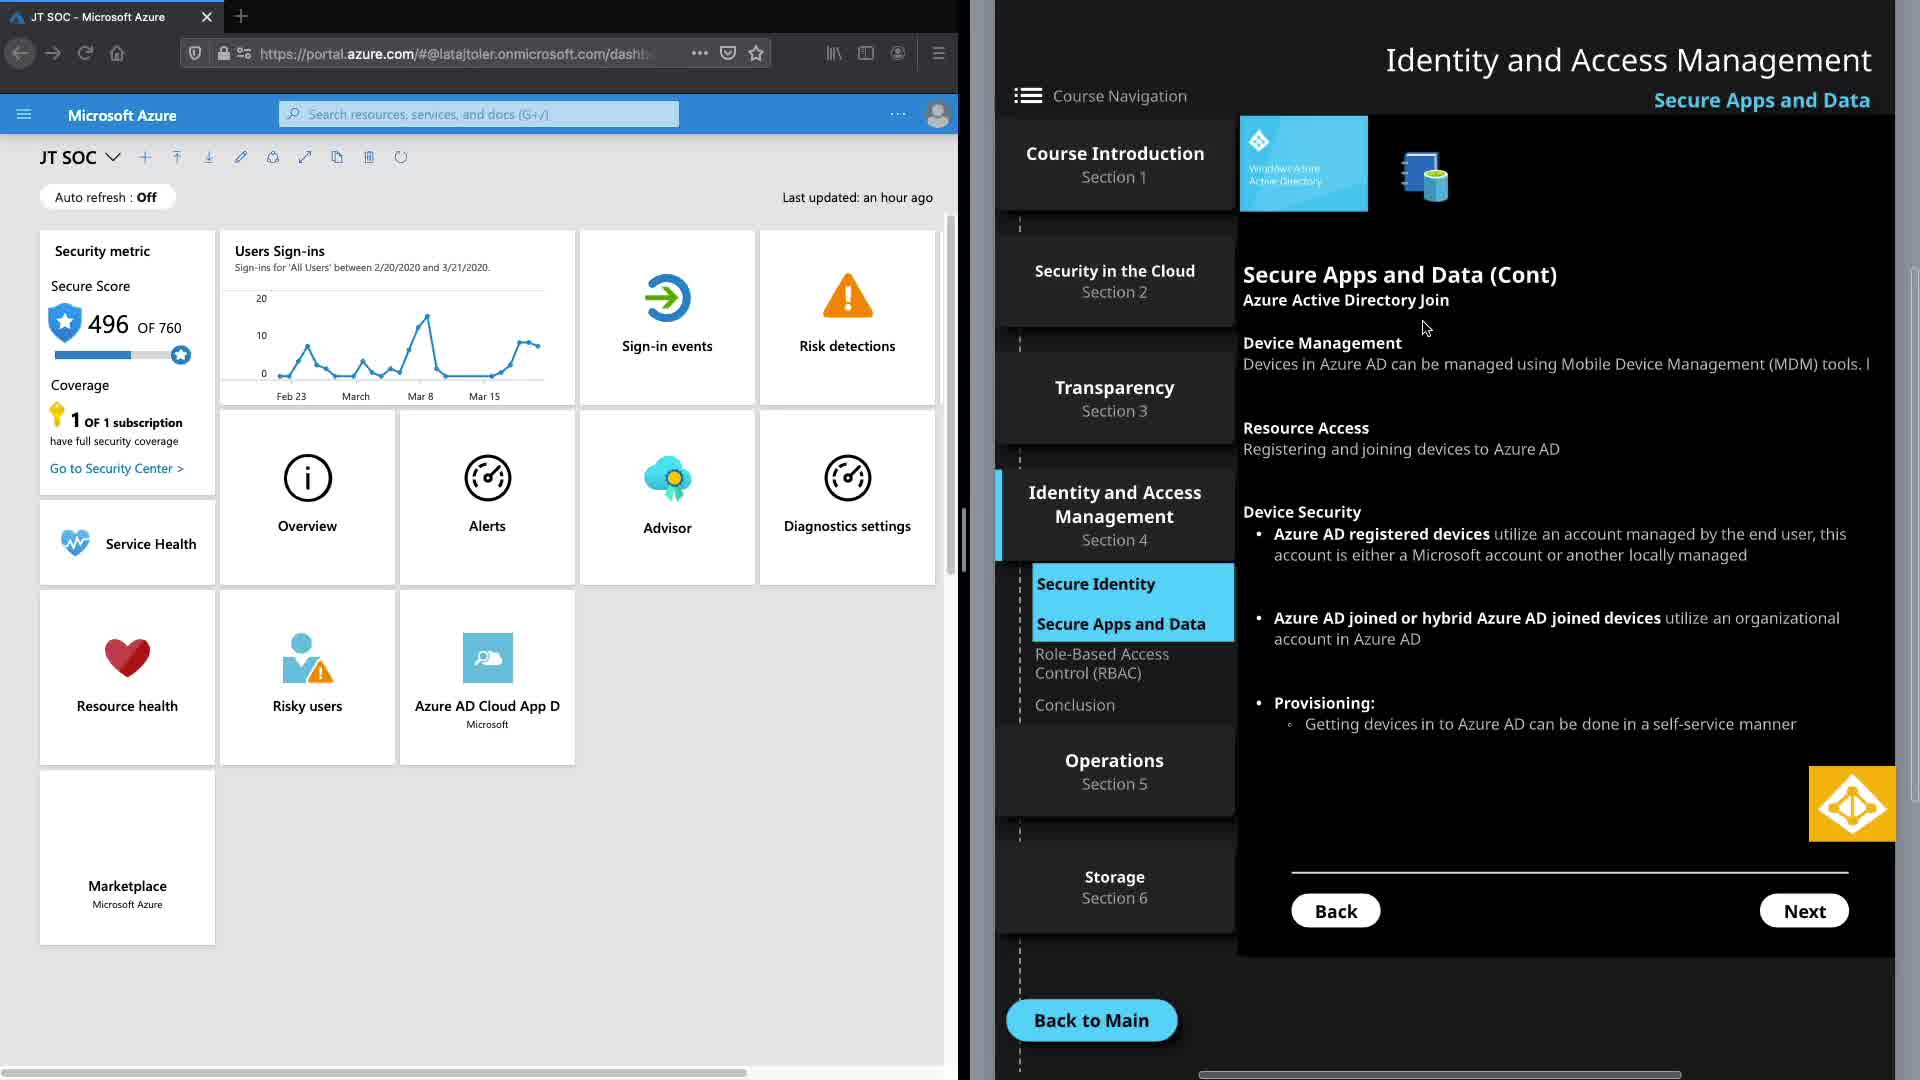 JT SOC - Microsoft Azure
https://portal.azure.com/#@latajtoler.onmicrosoft.com/dashb
Microsoft Azure
Search resources, services, and docs (G+/)
JT SOC
Auto refresh : Off
Last updated: an hour ago
Security metric
Secure Score
496 OF 760
Coverage
1 OF 1 subscription
have full security coverage
Go to Security Center >
Users Sign-ins
Sign-ins for 'All Users' between 2/20/2020 and 3/21/2020.
20
10
0
Feb 23
March
Mar 8
Mar 15
Sign-in events
Risk detections
Service Health
Overview
Alerts
Advisor
Diagnostics settings
Resource health
Risky users
Azure AD Cloud App D
Microsoft
Marketplace
Microsoft Azure
Identity and Access Management
Secure Apps and Data
Course Navigation
Course Introduction
Section 1
Security in the Cloud
Section 2
Transparency
Section 3
Identity and Access
Management
Section 4
Secure Identity
Secure Apps and Data
Role-Based Access
Control (RBAC)
Conclusion
Operations
Section 5
Storage
Section 6
Back to Main
Windows Azure
Active Directory
Secure Apps and Data (Cont)
Azure Active Directory Join
Device Management
Devices in Azure AD can be managed using Mobile Device Management (MDM) tools. I
Resource Access
Registering and joining devices to Azure AD
Device Security
• Azure AD registered devices utilize an account managed by the end user, this
account is either a Microsoft account or another locally managed
• Azure AD joined or hybrid Azure AD joined devices utilize an organizational
account in Azure AD
• Provisioning:
◦ Getting devices in to Azure AD can be done in a self-service manner
Back
Next